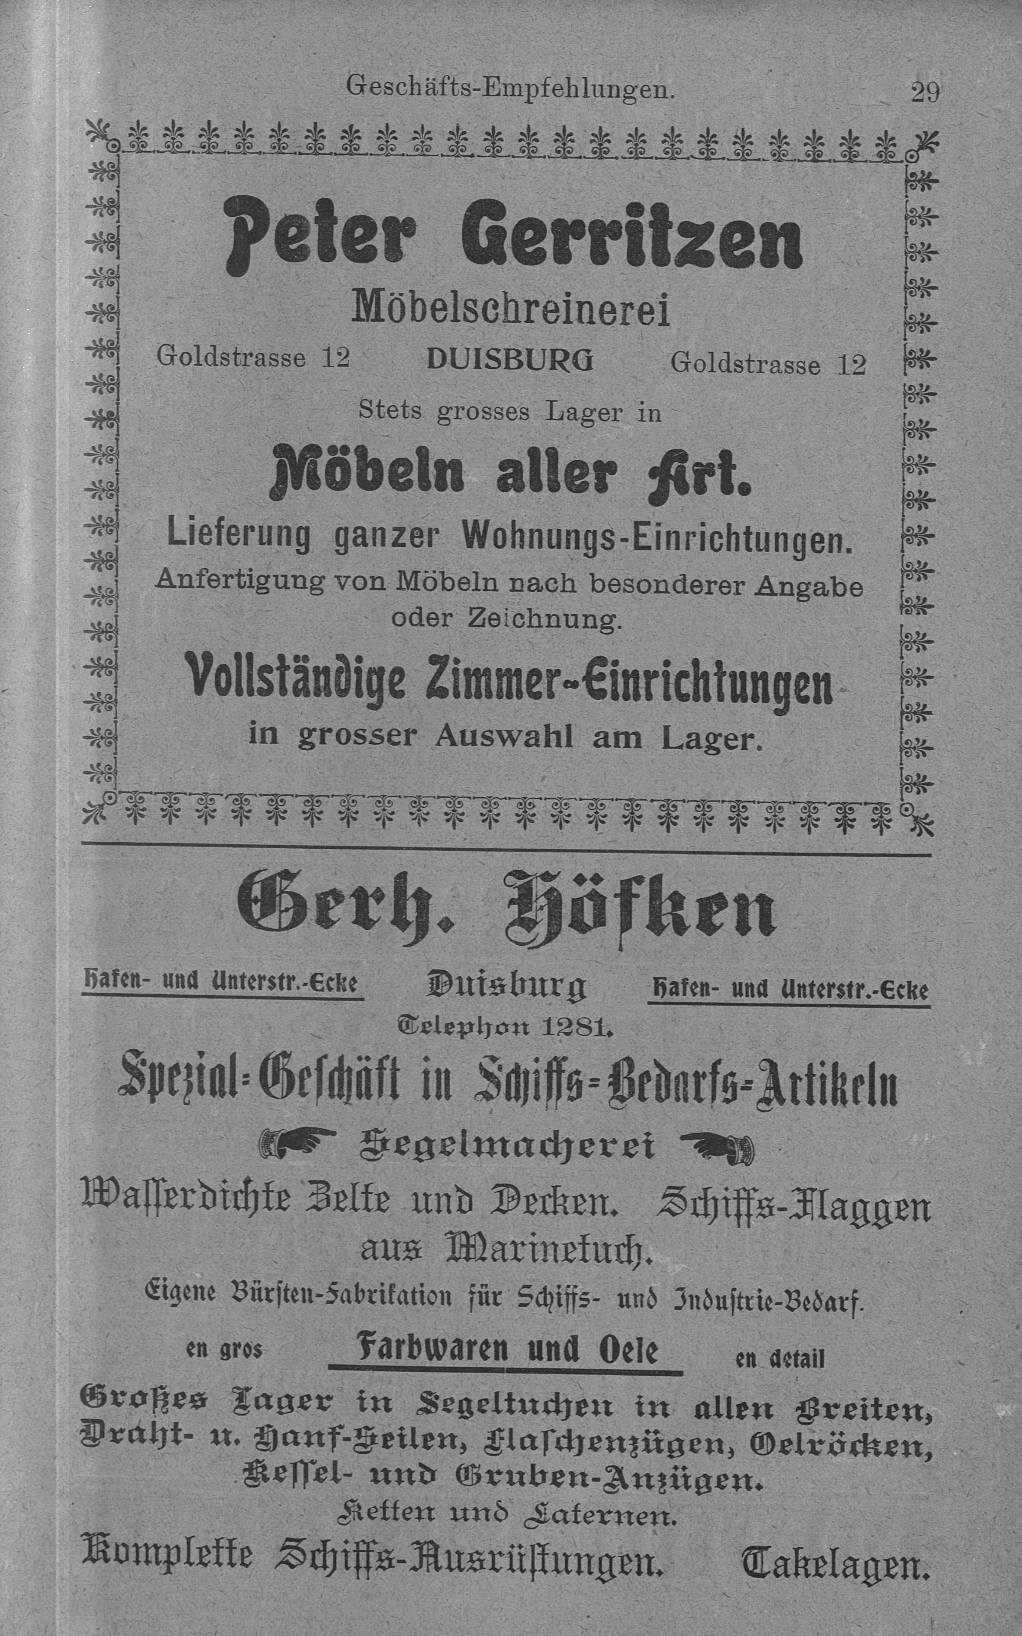 Geschäfts-Empfehlungen. 29
Peter Gerritzen
Möbelschreinerei
Goldstrasse 12 DUISBURG Goldstrasse 12
Stets grosses Lager in
Möbeln aller Art.
Lieferung ganzer Wohnungs-Einrichtungen.
Anfertigung von Möbeln nach besonderer Angabe
oder Zeichnung.
Vollständige Zimmer-Einrichtungen
in grosser Auswahl am Lager.
Gerh. Höfken
Hafen- und Unterstr.-Ecke Duisburg Hafen- und Unterstr.-Ecke
Telephon 1281.
Spezial-Geschäft in Schiffs-Bedarfs-Artikeln
Segelmacherei
Wasserdichte Zelte und Decken. Schiffs-Flaggen
aus Marinetuch.
Eigene Bürsten-Fabrikation für Schiffs- und Industrie-Bedarf.
en gros Farbwaren und Oele en detail
Großes Lager in Segeltuchen in allen Breiten,
Draht- u. Hanf-Seilen, Flaschenzügen, Oelröcken,
Kessel- und Gruben-Anzügen.
Ketten und Laternen.
Komplette Schiffs-Ausrüstungen. Takelagen.